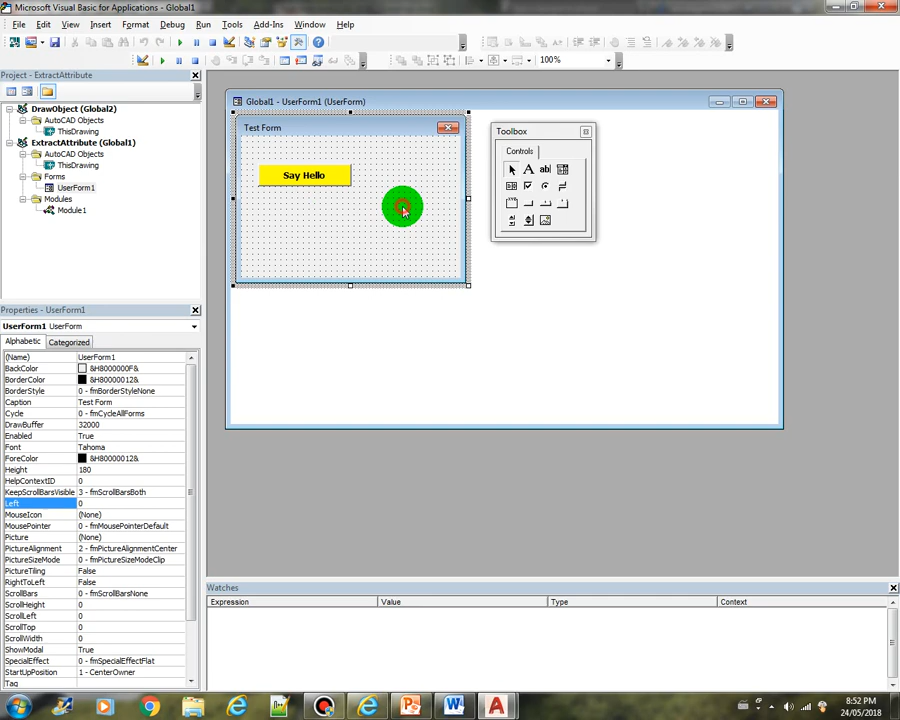 Microsoft Visual Basic for Applications - Global1
File Edit View Insert Format Debug Run Tools Add-Ins Window Help
100%
Project - ExtractAttribute
DrawObject (Global2)
AutoCAD Objects
ThisDrawing
ExtractAttribute (Global1)
AutoCAD Objects
ThisDrawing
Forms
UserForm1
Modules
Module1
Global1 - UserForm1 (UserForm)
Test Form
Say Hello
Toolbox
Controls
A ab|
Properties - UserForm1
UserForm1 UserForm
Alphabetic Categorized
(Name) UserForm1
BackColor &H8000000F&
BorderColor &H80000012&
BorderStyle 0 - fmBorderStyleNone
Caption Test Form
Cycle 0 - fmCycleAllForms
DrawBuffer 32000
Enabled True
Font Tahoma
ForeColor &H80000012&
Height 180
HelpContextID 0
KeepScrollBarsVisible 3 - fmScrollBarsBoth
Left 0
MouseIcon (None)
MousePointer 0 - fmMousePointerDefault
Picture (None)
PictureAlignment 2 - fmPictureAlignmentCenter
PictureSizeMode 0 - fmPictureSizeModeClip
PictureTiling False
RightToLeft False
ScrollBars 0 - fmScrollBarsNone
ScrollHeight 0
ScrollLeft 0
ScrollTop 0
ScrollWidth 0
ShowModal True
SpecialEffect 0 - fmSpecialEffectFlat
StartUpPosition 1 - CenterOwner
Tag
Watches
Expression Value Type Context
8:52 PM
24/05/2018